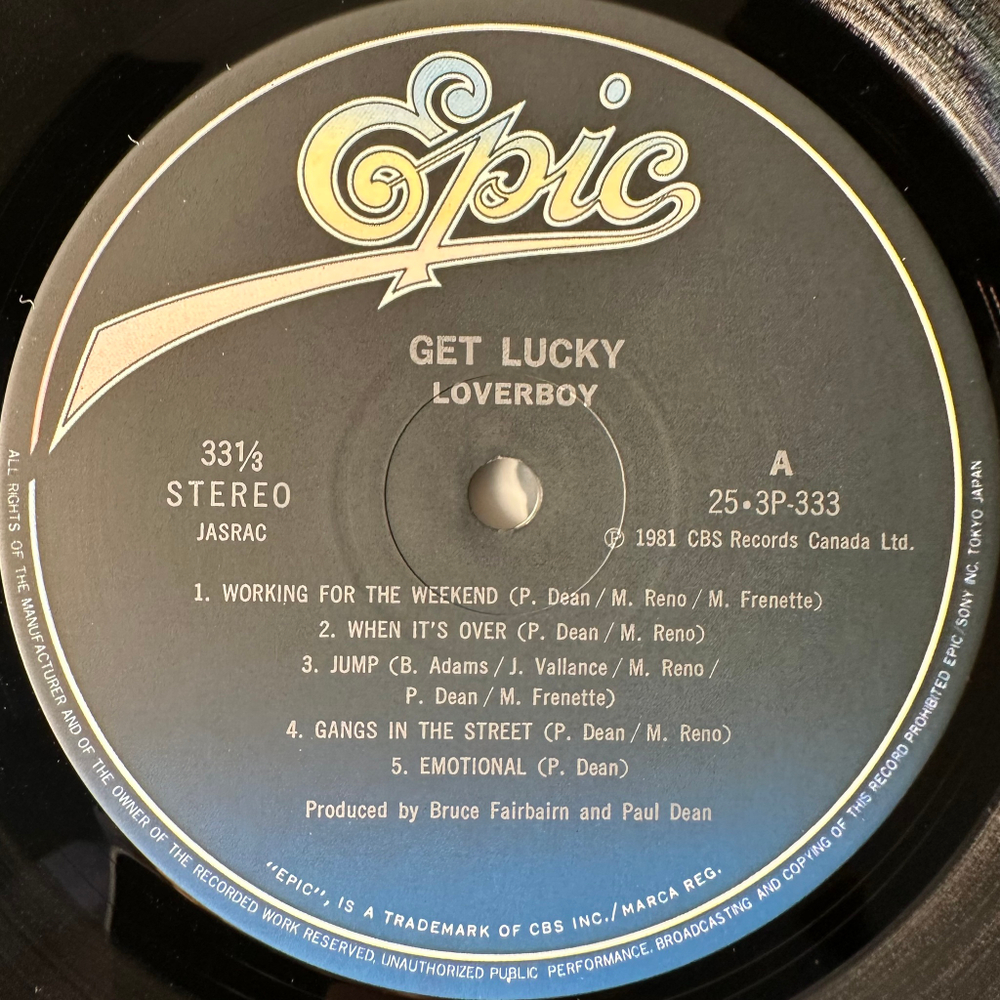 Epic
GET LUCKY
LOVERBOY
33 1/3
STEREO
JASRAC
A
25•3P-333
Ⓟ 1981 CBS Records Canada Ltd.
1. WORKING FOR THE WEEKEND (P. Dean / M. Reno / M. Frenette)
2. WHEN IT'S OVER (P. Dean / M. Reno)
3. JUMP (B. Adams / J. Vallance / M. Reno /
P. Dean / M. Frenette)
4. GANGS IN THE STREET (P. Dean / M. Reno)
5. EMOTIONAL (P. Dean)
Produced by Bruce Fairbairn and Paul Dean
"EPIC", IS A TRADEMARK OF CBS INC./MARCA REG.
ALL RIGHTS OF THE MANUFACTURER AND OF THE OWNER OF THE RECORDED WORK RESERVED. UNAUTHORIZED PUBLIC PERFORMANCE. BROADCASTING AND COPYING OF THIS RECORD PROHIBITED EPIC/SONY INC. TOKYO JAPAN